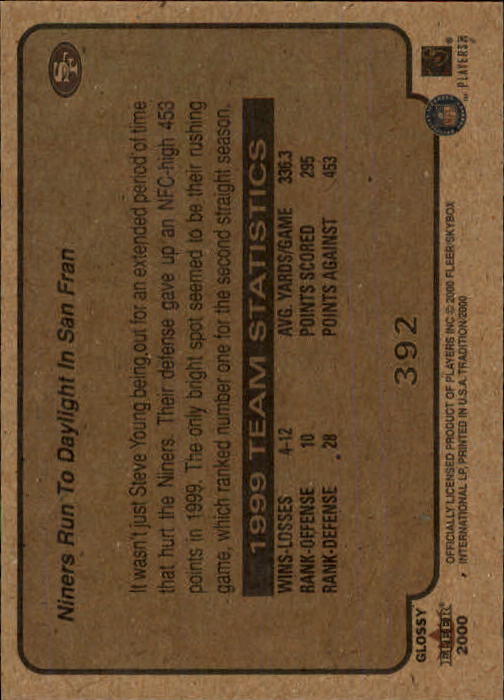 SF
Niners Run To Daylight In San Fran
It wasn't just Steve Young being out for an extended period of time
that hurt the Niners. Their defense gave up an NFC-high 453
points in 1999. The only bright spot seemed to be their rushing
game, which ranked number one for the second straight season.
1999 TEAM STATISTICS
WINS-LOSSES 4-12 AVG. YARDS/GAME 336.3
RANK-OFFENSE 10 POINTS SCORED 295
RANK-DEFENSE 28 POINTS AGAINST 453
392
GLOSSY
FLEER
2000
OFFICIALLY LICENSED PRODUCT OF PLAYERS INC © 2000 FLEER/SKYBOX
INTERNATIONAL LP, PRINTED IN U.S.A. TRADITION/2000
NFL
PLAYERS